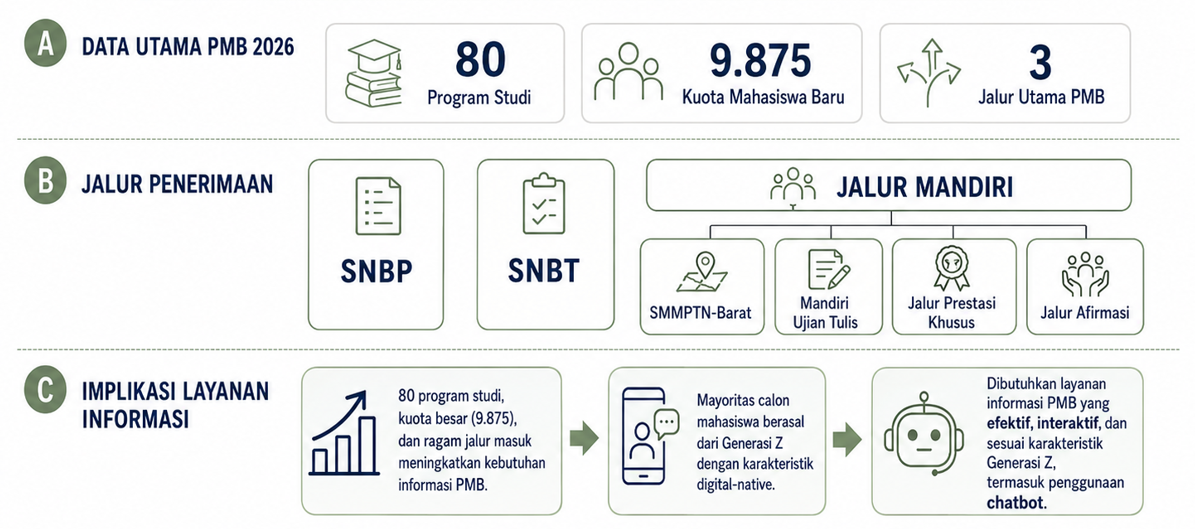 A
DATA UTAMA PMB 2026
80
Program Studi
9.875
Kuota Mahasiswa Baru
3
Jalur Utama PMB
B
JALUR PENERIMAAN
SNBP
SNBT
JALUR MANDIRI
SMMPTN-Barat
Mandiri
Ujian Tulis
Jalur Prestasi
Khusus
Jalur Afirmasi
C
IMPLIKASI LAYANAN
INFORMASI
80 program studi,
kuota besar (9.875),
dan ragam jalur masuk
meningkatkan kebutuhan
informasi PMB.
Mayoritas calon
mahasiswa berasal
dari Generasi Z
dengan karakteristik
digital-native.
Dibutuhkan layanan
informasi PMB yang
efektif, interaktif, dan
sesuai karakteristik
Generasi Z,
termasuk penggunaan
chatbot.